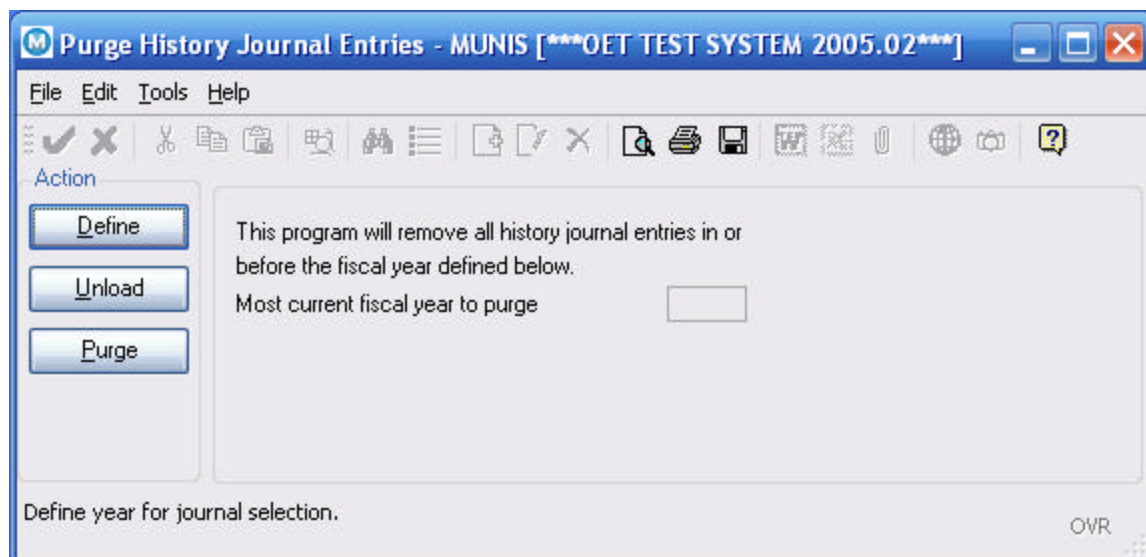 Purge History Journal Entries - MUNIS [***OET TEST SYSTEM 2005.02***]
File Edit Tools Help
Action
Define
Unload
Purge
This program will remove all history journal entries in or
before the fiscal year defined below.
Most current fiscal year to purge
Define year for journal selection.
OVR